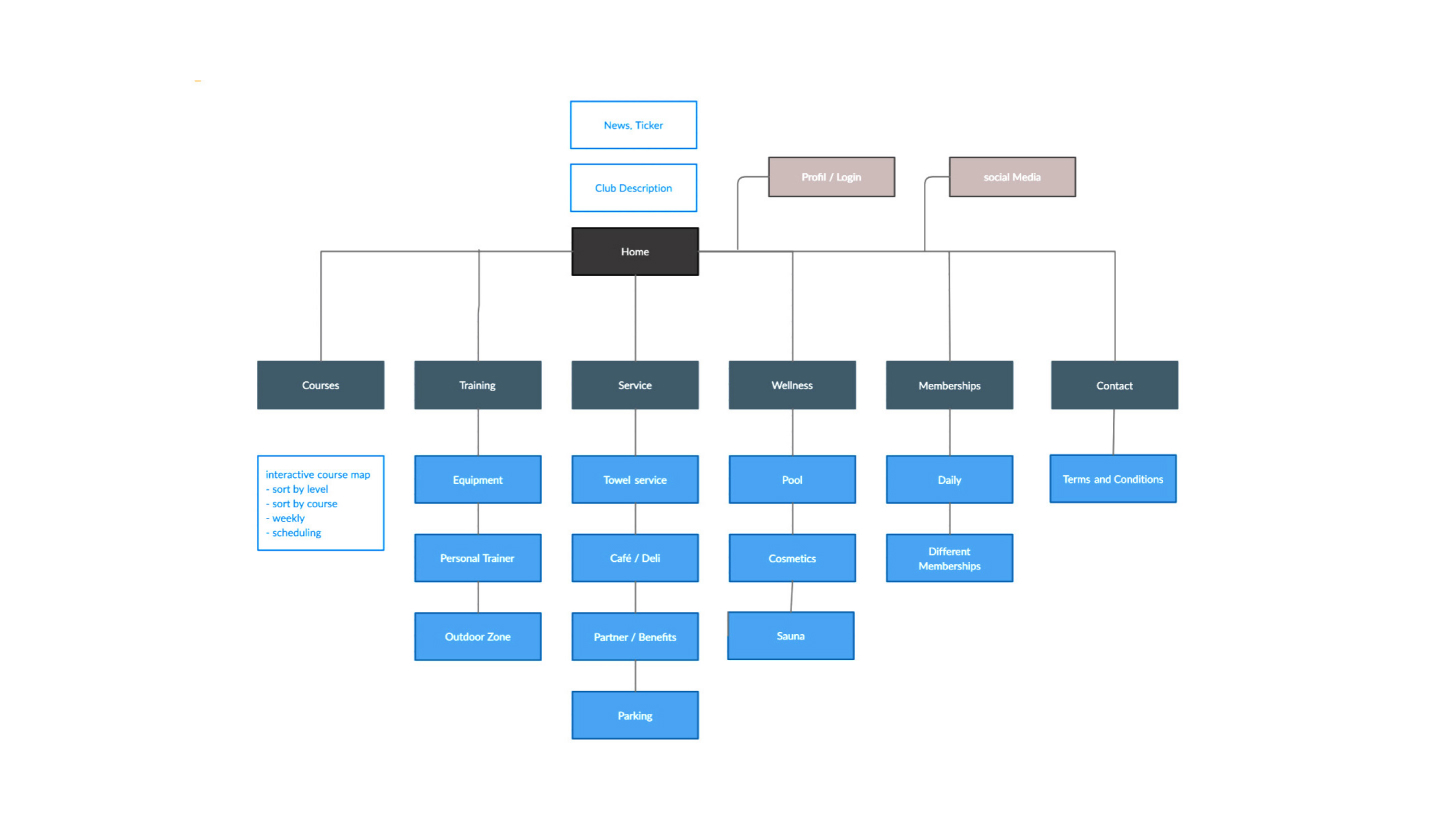 News, Ticker
Club Description
Profil / Login
social Media
Home
Courses
Training
Service
Wellness
Memberships
Contact
interactive course map
- sort by level
- sort by course
- weekly
- scheduling
Equipment
Towel service
Pool
Daily
Terms and Conditions
Personal Trainer
Café / Deli
Cosmetics
Different
Memberships
Outdoor Zone
Partner / Benefits
Sauna
Parking